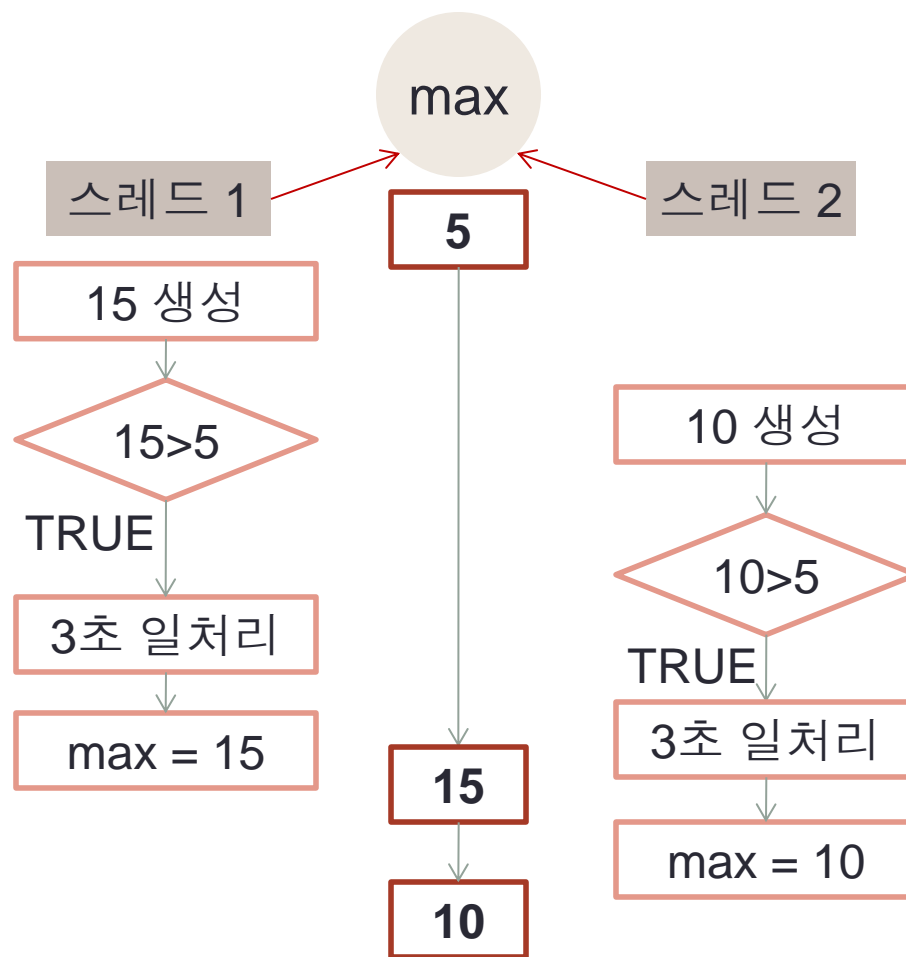 max
스레드 1
스레드 2
5
15 생성
15>5
TRUE
3초 일처리
max = 15
10 생성
10>5
TRUE
3초 일처리
max = 10
15
10